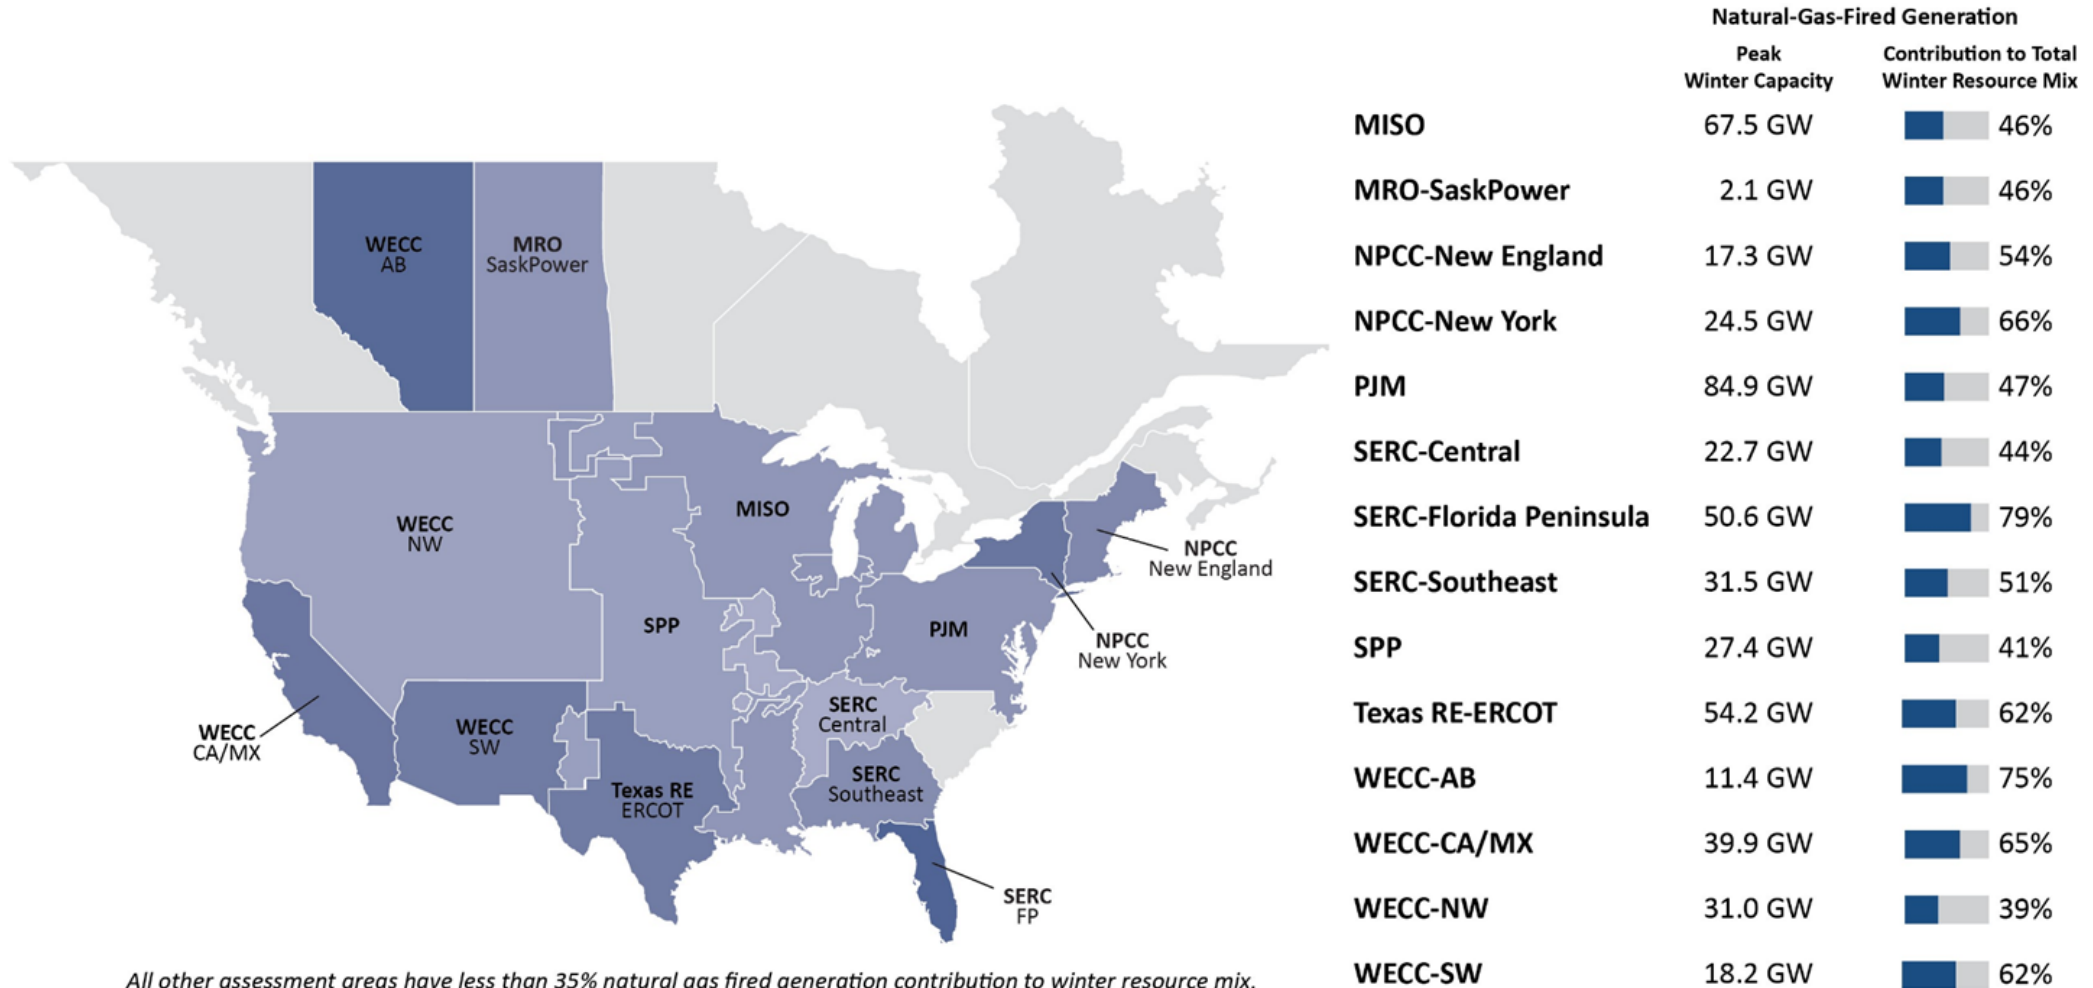 Natural-Gas-Fired Generation
Peak
Winter Capacity
Contribution to Total
Winter Resource Mix
MISO 67.5 GW 46%
MRO-SaskPower 2.1 GW 46%
NPCC-New England 17.3 GW 54%
NPCC-New York 24.5 GW 66%
PJM 84.9 GW 47%
SERC-Central 22.7 GW 44%
SERC-Florida Peninsula 50.6 GW 79%
SERC-Southeast 31.5 GW 51%
SPP 27.4 GW 41%
Texas RE-ERCOT 54.2 GW 62%
WECC-AB 11.4 GW 75%
WECC-CA/MX 39.9 GW 65%
WECC-NW 31.0 GW 39%
WECC-SW 18.2 GW 62%
WECC
AB
MRO
SaskPower
WECC
NW
MISO
NPCC
New England
SPP
PJM
NPCC
New York
WECC
CA/MX
WECC
SW
SERC
Central
Texas RE
ERCOT
SERC
Southeast
SERC
FP
All other assessment areas have less than 35% natural gas fired generation contribution to winter resource mix.